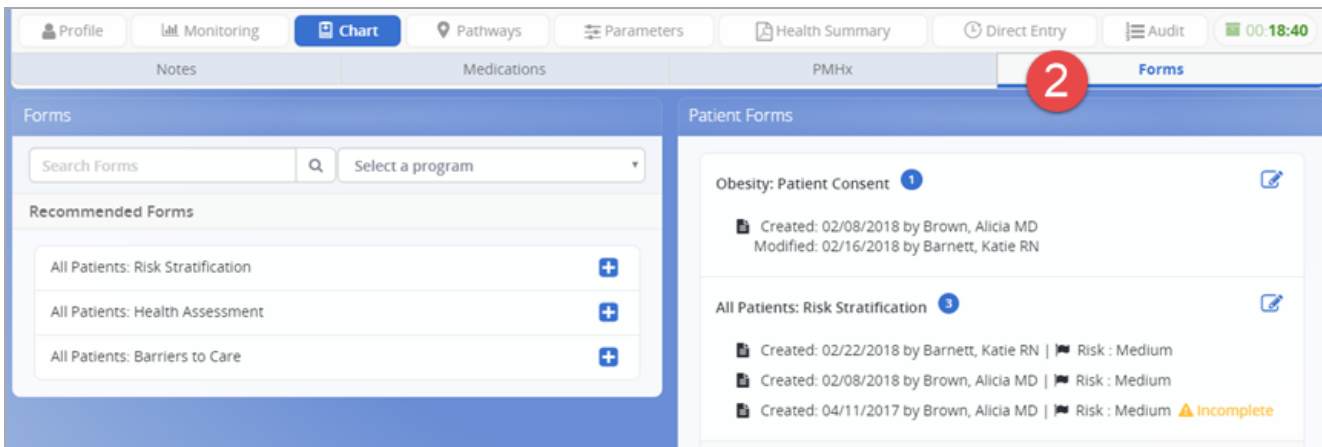 Profile
Monitoring
Chart
Pathways
Parameters
Health Summary
Direct Entry
Audit
00:18:40
Notes
Medications
PMHx
2
Forms
Forms
Search Forms
Select a program
Recommended Forms
All Patients: Risk Stratification
All Patients: Health Assessment
All Patients: Barriers to Care
Patient Forms
Obesity: Patient Consent 1
Created: 02/08/2018 by Brown, Alicia MD
Modified: 02/16/2018 by Barnett, Katie RN
All Patients: Risk Stratification 3
Created: 02/22/2018 by Barnett, Katie RN | Risk : Medium
Created: 02/08/2018 by Brown, Alicia MD | Risk : Medium
Created: 04/11/2017 by Brown, Alicia MD | Risk : Medium Incomplete